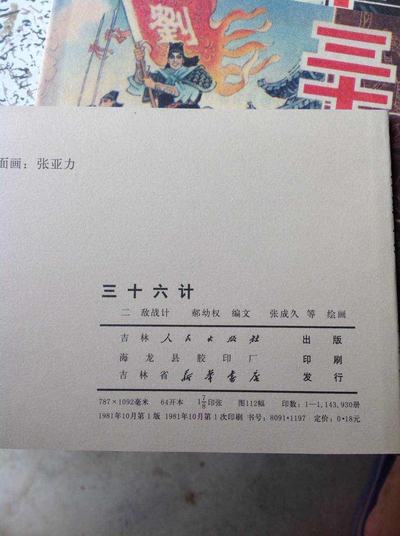 劉
三十
面画：张亚力
三十六计
二 敌战计 郝幼权 编文 张成久 等 绘画
吉林人民出版社 出版
海龙县胶印厂 印刷
吉林省新华书店 发行
787×1092毫米 64开本 1 7/8印张 图112幅 印数：1—1,143,930册
1981年10月第1版 1981年10月第1次印刷 书号：8091•1197 定价：0·18元